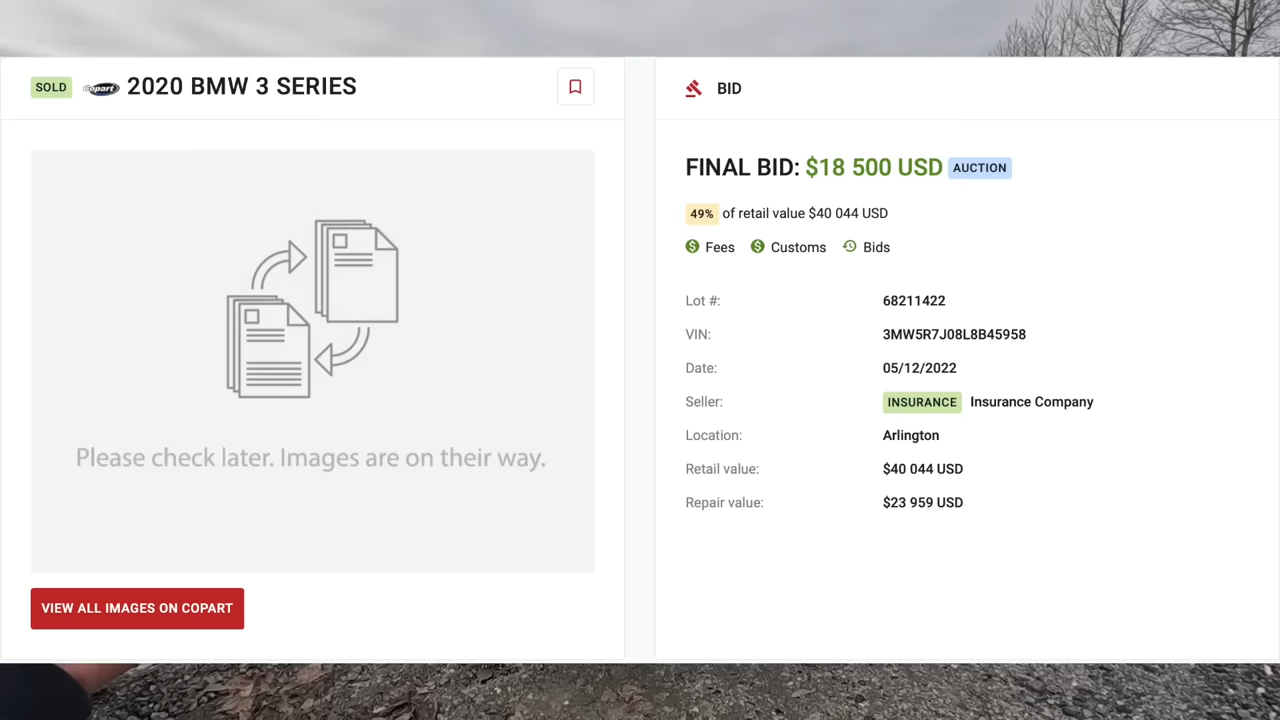 SOLD Copart 2020 BMW 3 SERIES
Please check later. Images are on their way.
VIEW ALL IMAGES ON COPART
BID
FINAL BID: $18 500 USD AUCTION
49% of retail value $40 044 USD
Fees Customs Bids
Lot #: 68211422
VIN: 3MW5R7J08L8B45958
Date: 05/12/2022
Seller: INSURANCE Insurance Company
Location: Arlington
Retail value: $40 044 USD
Repair value: $23 959 USD